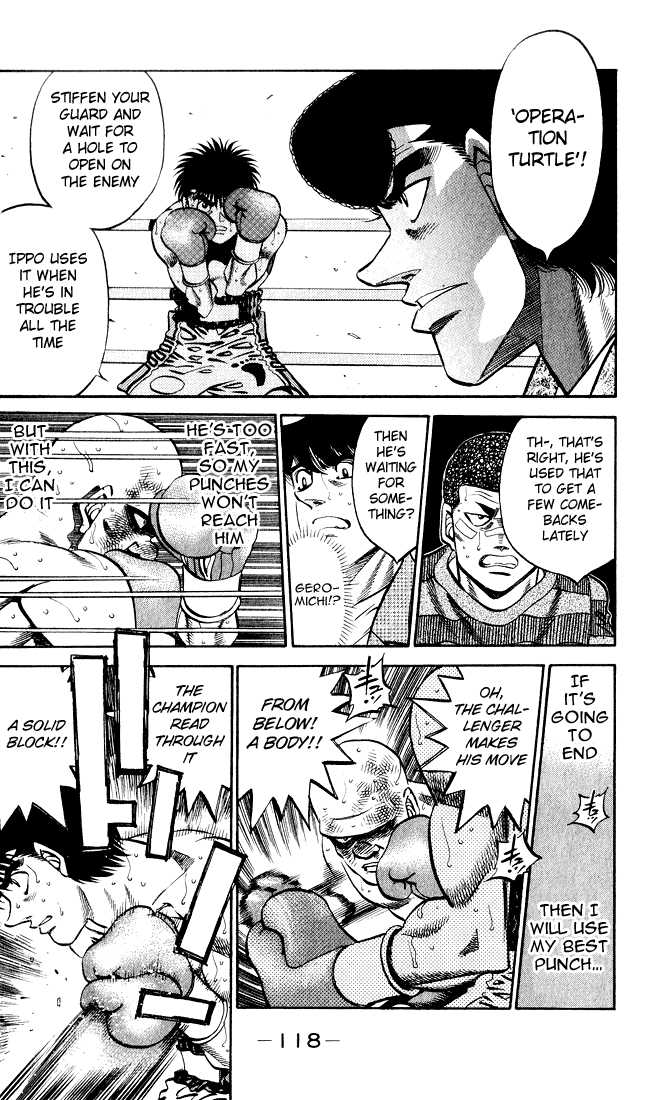 'OPERA-
TION
TURTLE'!
STIFFEN YOUR
GUARD AND
WAIT FOR
A HOLE TO
OPEN ON
THE ENEMY
IPPO USES
IT WHEN
HE'S IN
TROUBLE
ALL THE
TIME
TH-, THAT'S
RIGHT, HE'S
USED THAT
TO GET A
FEW COME-
BACKS
LATELY
THEN HE'S
WAITING
FOR
SOME-
THING?
GERO-
MICHI!?
HE'S TOO
FAST,
SO MY
PUNCHES
WON'T
REACH
HIM
BUT
WITH
THIS,
I CAN
DO IT
IF
IT'S
GOING
TO
END
THEN I
WILL USE
MY BEST
PUNCH...
OH,
THE CHAL-
LENGER
MAKES
HIS MOVE
FROM
BELOW!
A BODY!!
THE
CHAMPION
READ
THROUGH
IT
A SOLID
BLOCK!!
-118-